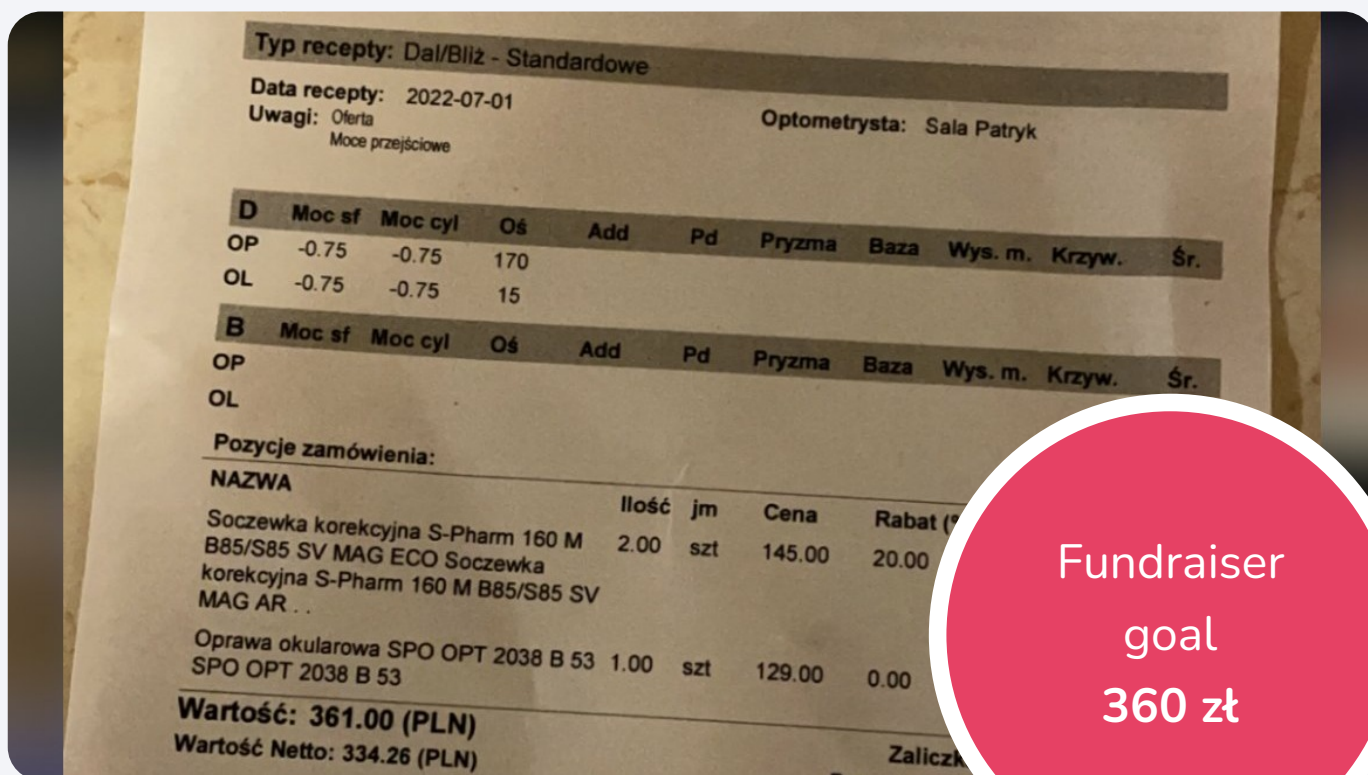 Typ recepty: Dal/Bliż - Standardowe
Data recepty: 2022-07-01
Optometrysta: Sala Patryk
Uwagi: Oferta
Moce przejściowe
D Moc sf Moc cyl Oś Add Pd Pryzma Baza Wys. m. Krzyw. Śr.
OP -0.75 -0.75 170
OL -0.75 -0.75 15
B Moc sf Moc cyl Oś Add Pd Pryzma Baza Wys. m. Krzyw. Śr.
OP
OL
Pozycje zamówienia:
NAZWA Ilość jm Cena Rabat
Soczewka korekcyjna S-Pharm 160 M 2.00 szt 145.00 20.00
B85/S85 SV MAG ECO Soczewka
korekcyjna S-Pharm 160 M B85/S85 SV
MAG AR . .
Oprawa okularowa SPO OPT 2038 B 53 1.00 szt 129.00 0.00
SPO OPT 2038 B 53
Wartość: 361.00 (PLN)
Wartość Netto: 334.26 (PLN)
Fundraiser
goal
360 zł